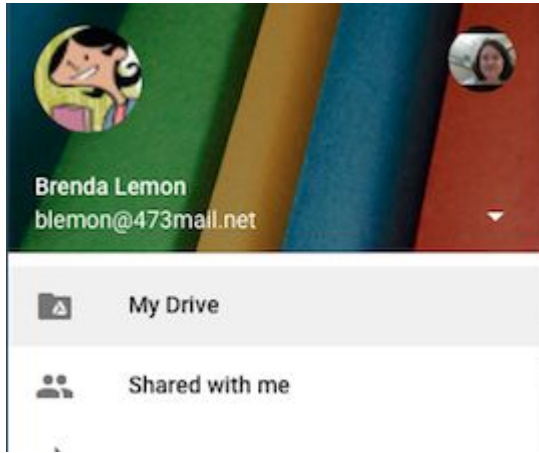 Brenda Lemon
blemon@473mail.net
My Drive
Shared with me